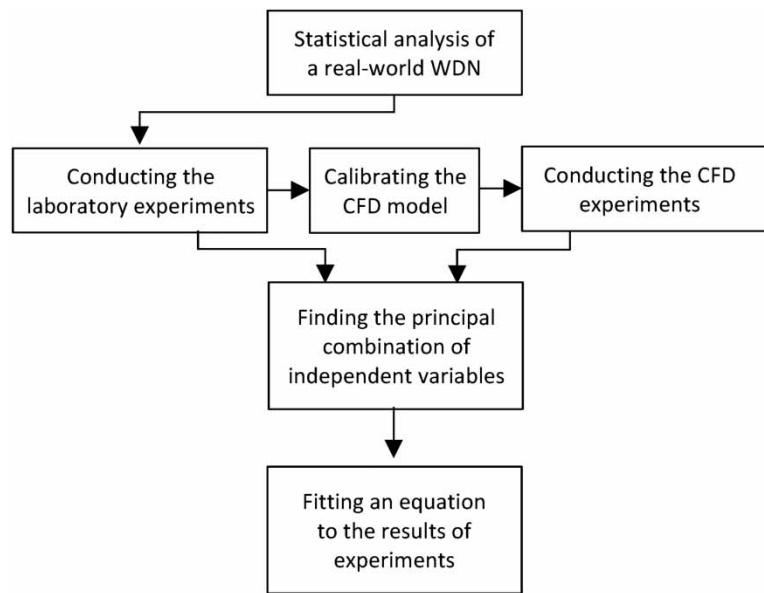 Statistical analysis of
a real-world WDN
Conducting the
laboratory experiments
Calibrating the
CFD model
Conducting the CFD
experiments
Finding the principal
combination of
independent variables
Fitting an equation
to the results of
experiments